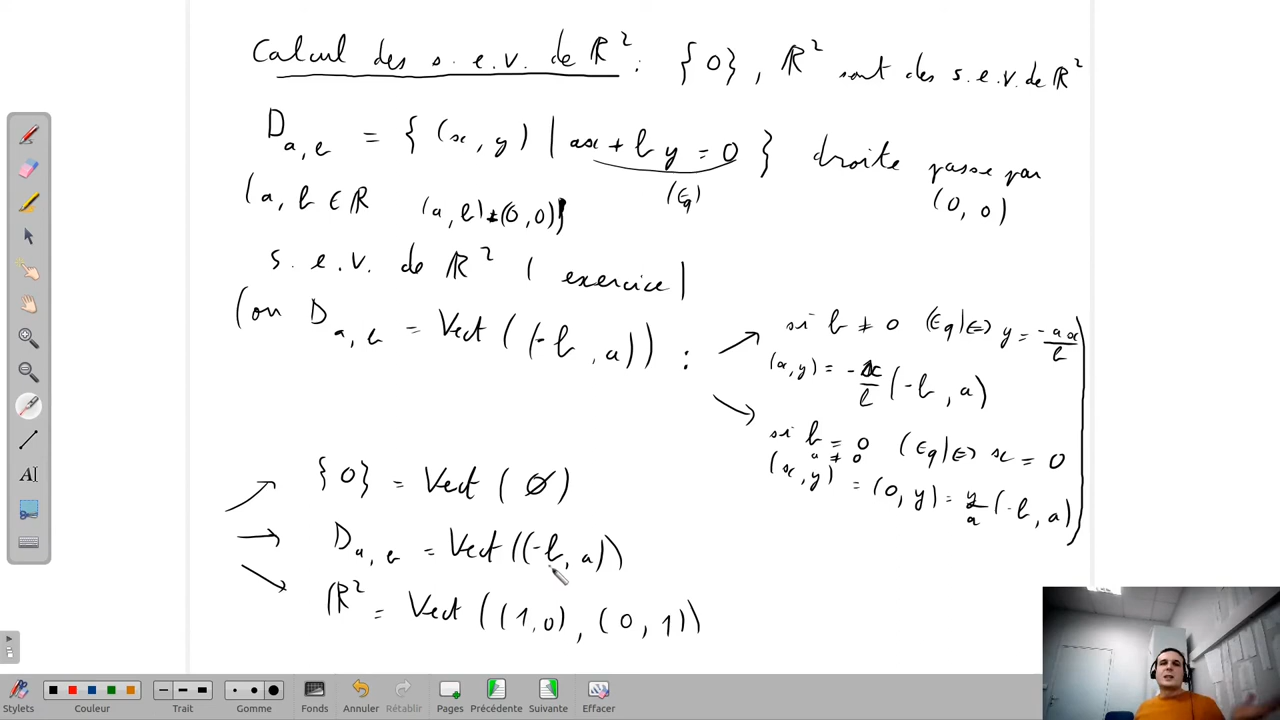 Calcul des s.e.v. de ℝ² : {0}, ℝ² sont des s.e.v. de ℝ²
D_{a,b} = { (x, y) | ax + by = 0 } droite passe par
(Eq) (0, 0)
(a, b ∈ ℝ (a, b) ≠ (0, 0))
s.e.v. de ℝ² (exercice)
(on D_{a,b} = Vect((-b, a)) :
si b ≠ 0 (Eq) ⇔ y = -ax/b
(x, y) = -x/b (-b, a)
si b = 0 (Eq) ⇔ x = 0
a ≠ 0
(x, y) = (0, y) = y/a (-b, a)
{0} = Vect(∅)
D_{a,b} = Vect((-b, a))
ℝ² = Vect((1,0), (0,1))
Stylets
Couleur
Trait
Gomme
Fonds
Annuler
Rétablir
Pages
Précédente
Suivante
Effacer